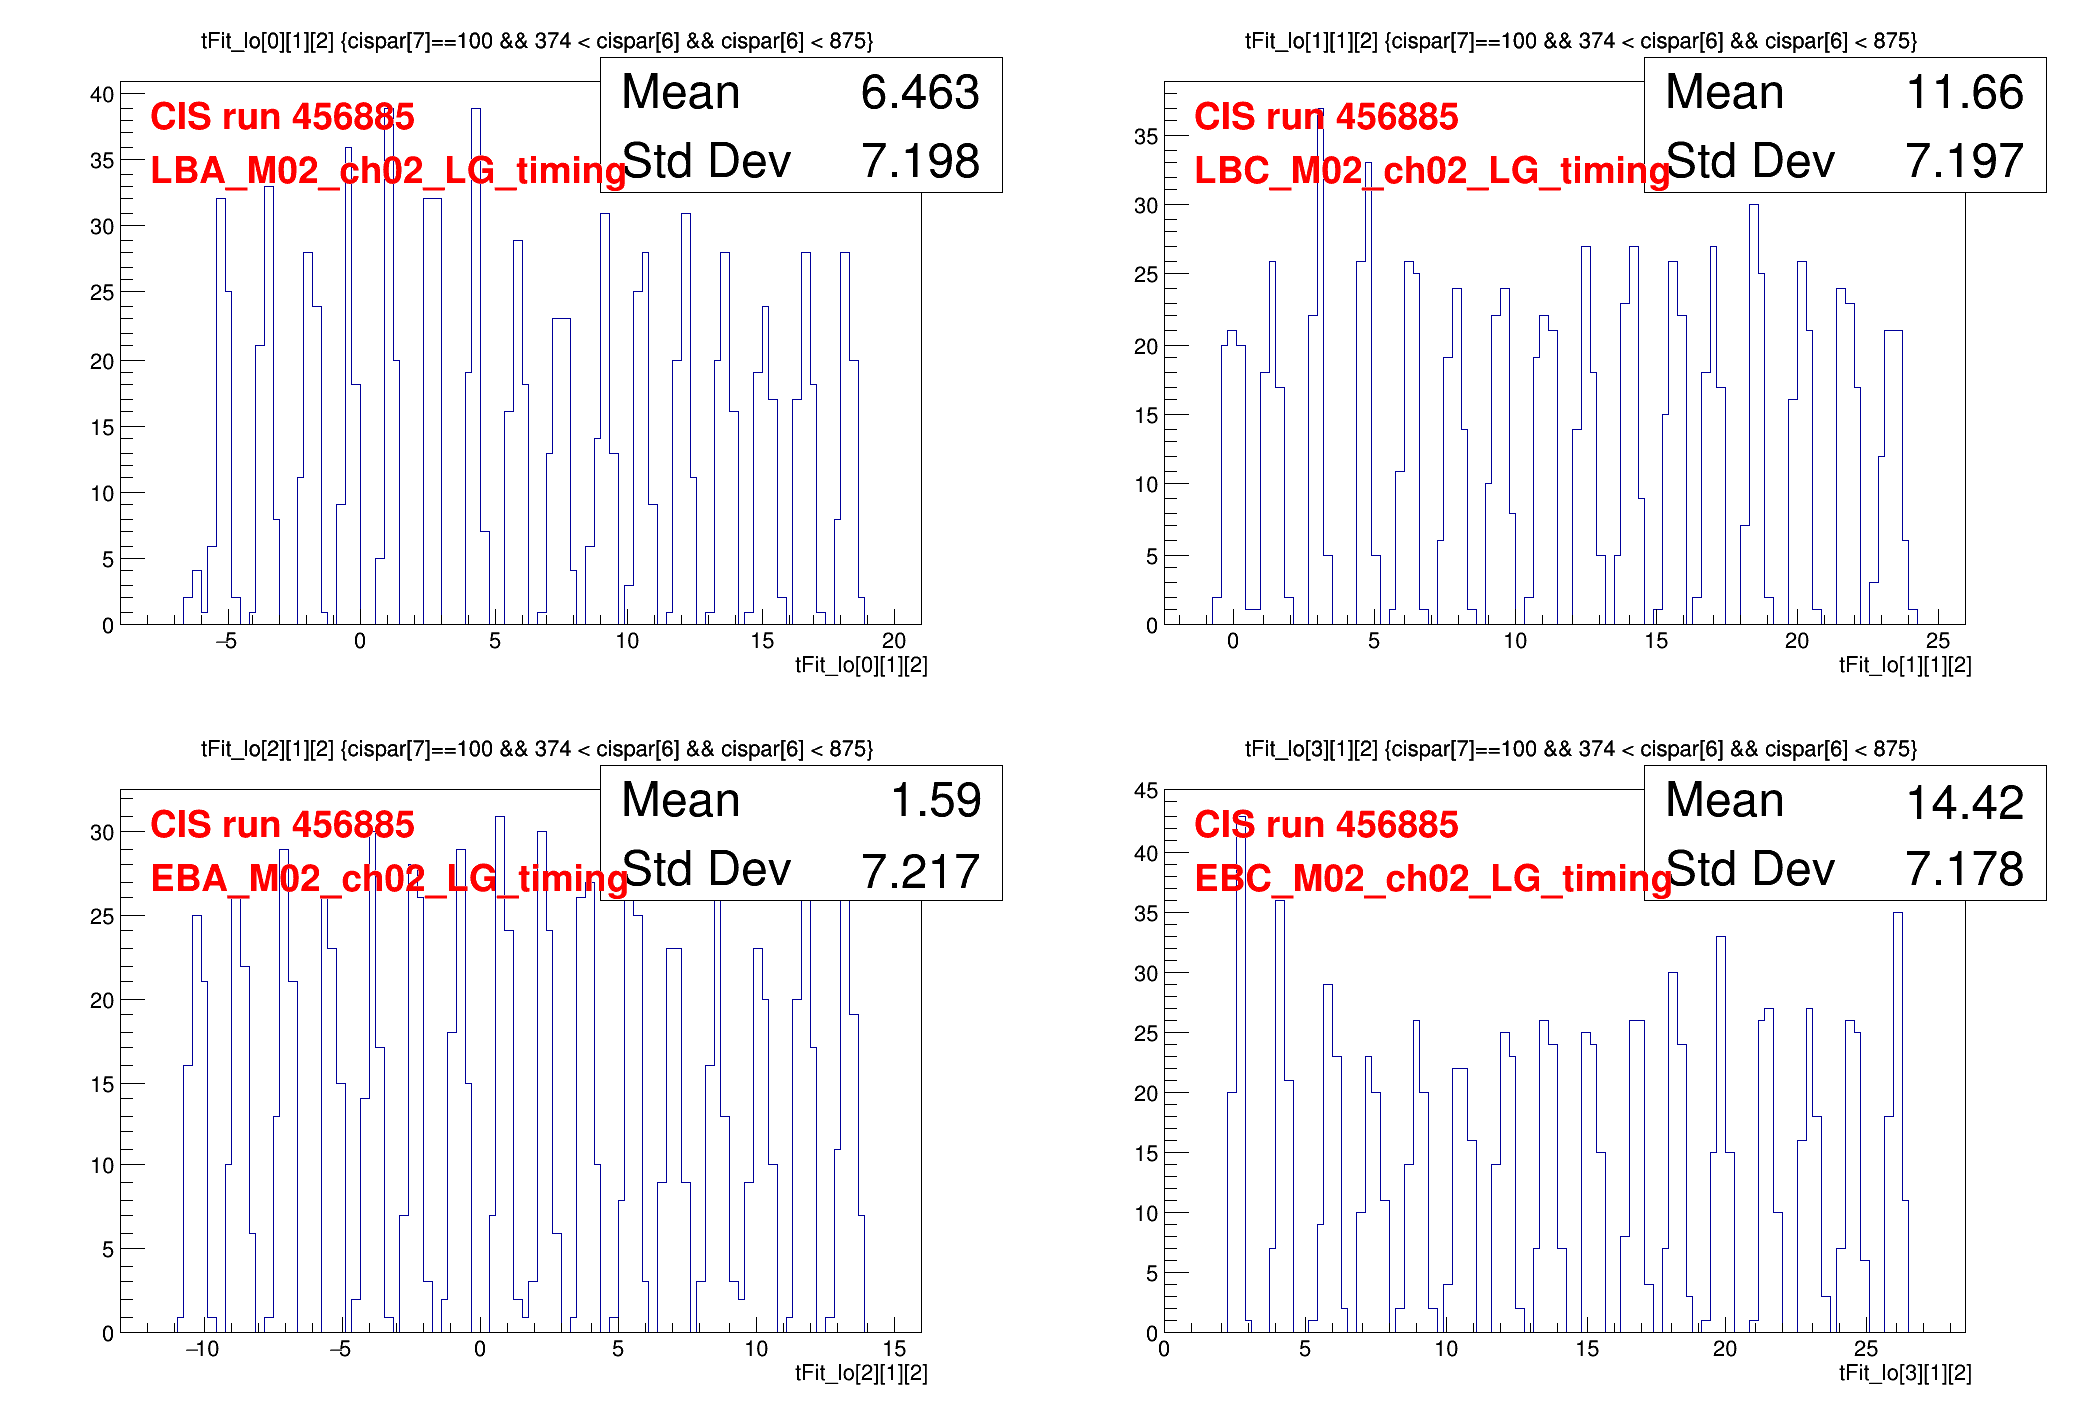 tFit_lo[0][1][2] {cispar[7]==100 && 374 < cispar[6] && cispar[6] < 875}
Mean 6.463
Std Dev 7.198
CIS run 456885
LBA_M02_ch02_LG_timing
40
35
30
25
20
15
10
5
0
−5 0 5 10 15 20
tFit_lo[0][1][2]
tFit_lo[1][1][2] {cispar[7]==100 && 374 < cispar[6] && cispar[6] < 875}
Mean 11.66
Std Dev 7.197
CIS run 456885
LBC_M02_ch02_LG_timing
35
30
25
20
15
10
5
0
0 5 10 15 20 25
tFit_lo[1][1][2]
tFit_lo[2][1][2] {cispar[7]==100 && 374 < cispar[6] && cispar[6] < 875}
Mean 1.59
Std Dev 7.217
CIS run 456885
EBA_M02_ch02_LG_timing
30
25
20
15
10
5
0
−10 −5 0 5 10 15
tFit_lo[2][1][2]
tFit_lo[3][1][2] {cispar[7]==100 && 374 < cispar[6] && cispar[6] < 875}
Mean 14.42
Std Dev 7.178
CIS run 456885
EBC_M02_ch02_LG_timing
45
40
35
30
25
20
15
10
5
0
0 5 10 15 20 25
tFit_lo[3][1][2]